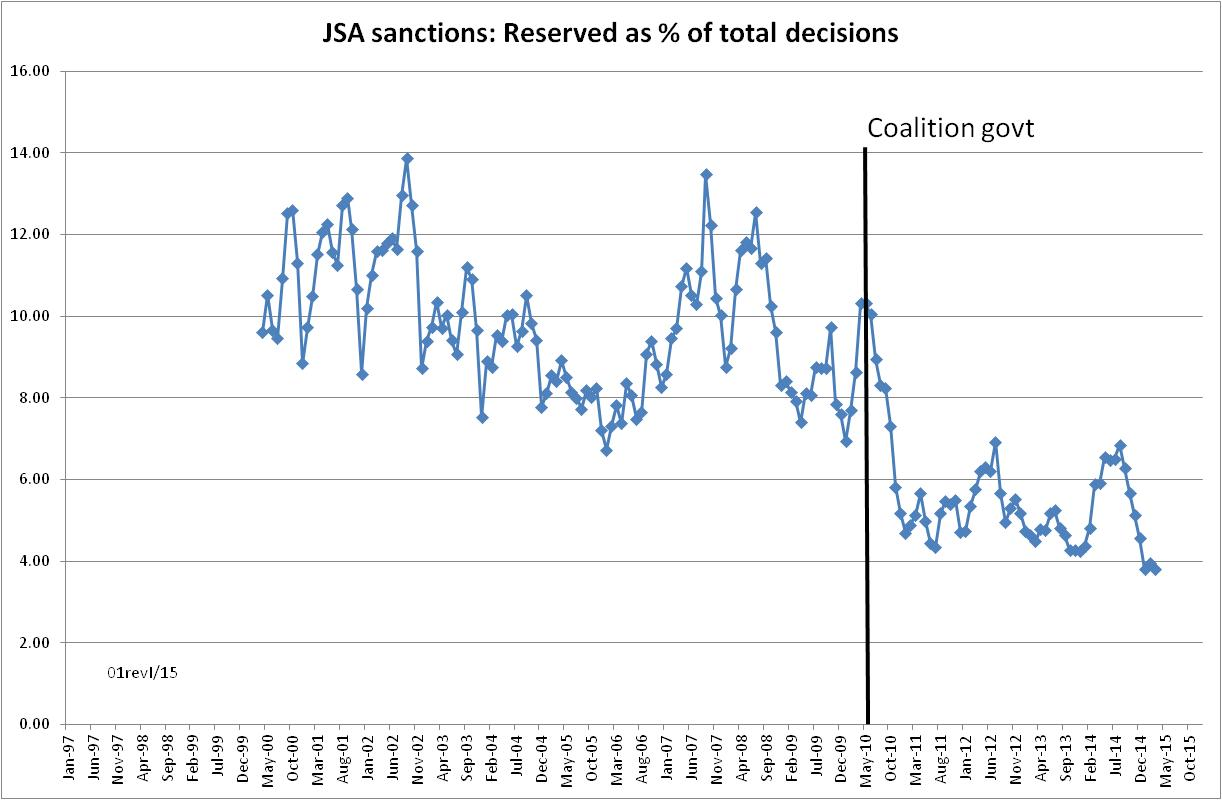 JSA sanctions: Reserved as % of total decisions
16.00
14.00
12.00
10.00
8.00
6.00
4.00
2.00
0.00
Coalition govt
01revI/15
Jan-97
Jun-97
Nov-97
Apr-98
Sep-98
Feb-99
Jul-99
Dec-99
May-00
Oct-00
Mar-01
Aug-01
Jan-02
Jun-02
Nov-02
Apr-03
Sep-03
Feb-04
Jul-04
Dec-04
May-05
Oct-05
Mar-06
Aug-06
Jan-07
Jun-07
Nov-07
Apr-08
Sep-08
Feb-09
Jul-09
Dec-09
May-10
Oct-10
Mar-11
Aug-11
Jan-12
Jun-12
Nov-12
Apr-13
Sep-13
Feb-14
Jul-14
Dec-14
May-15
Oct-15